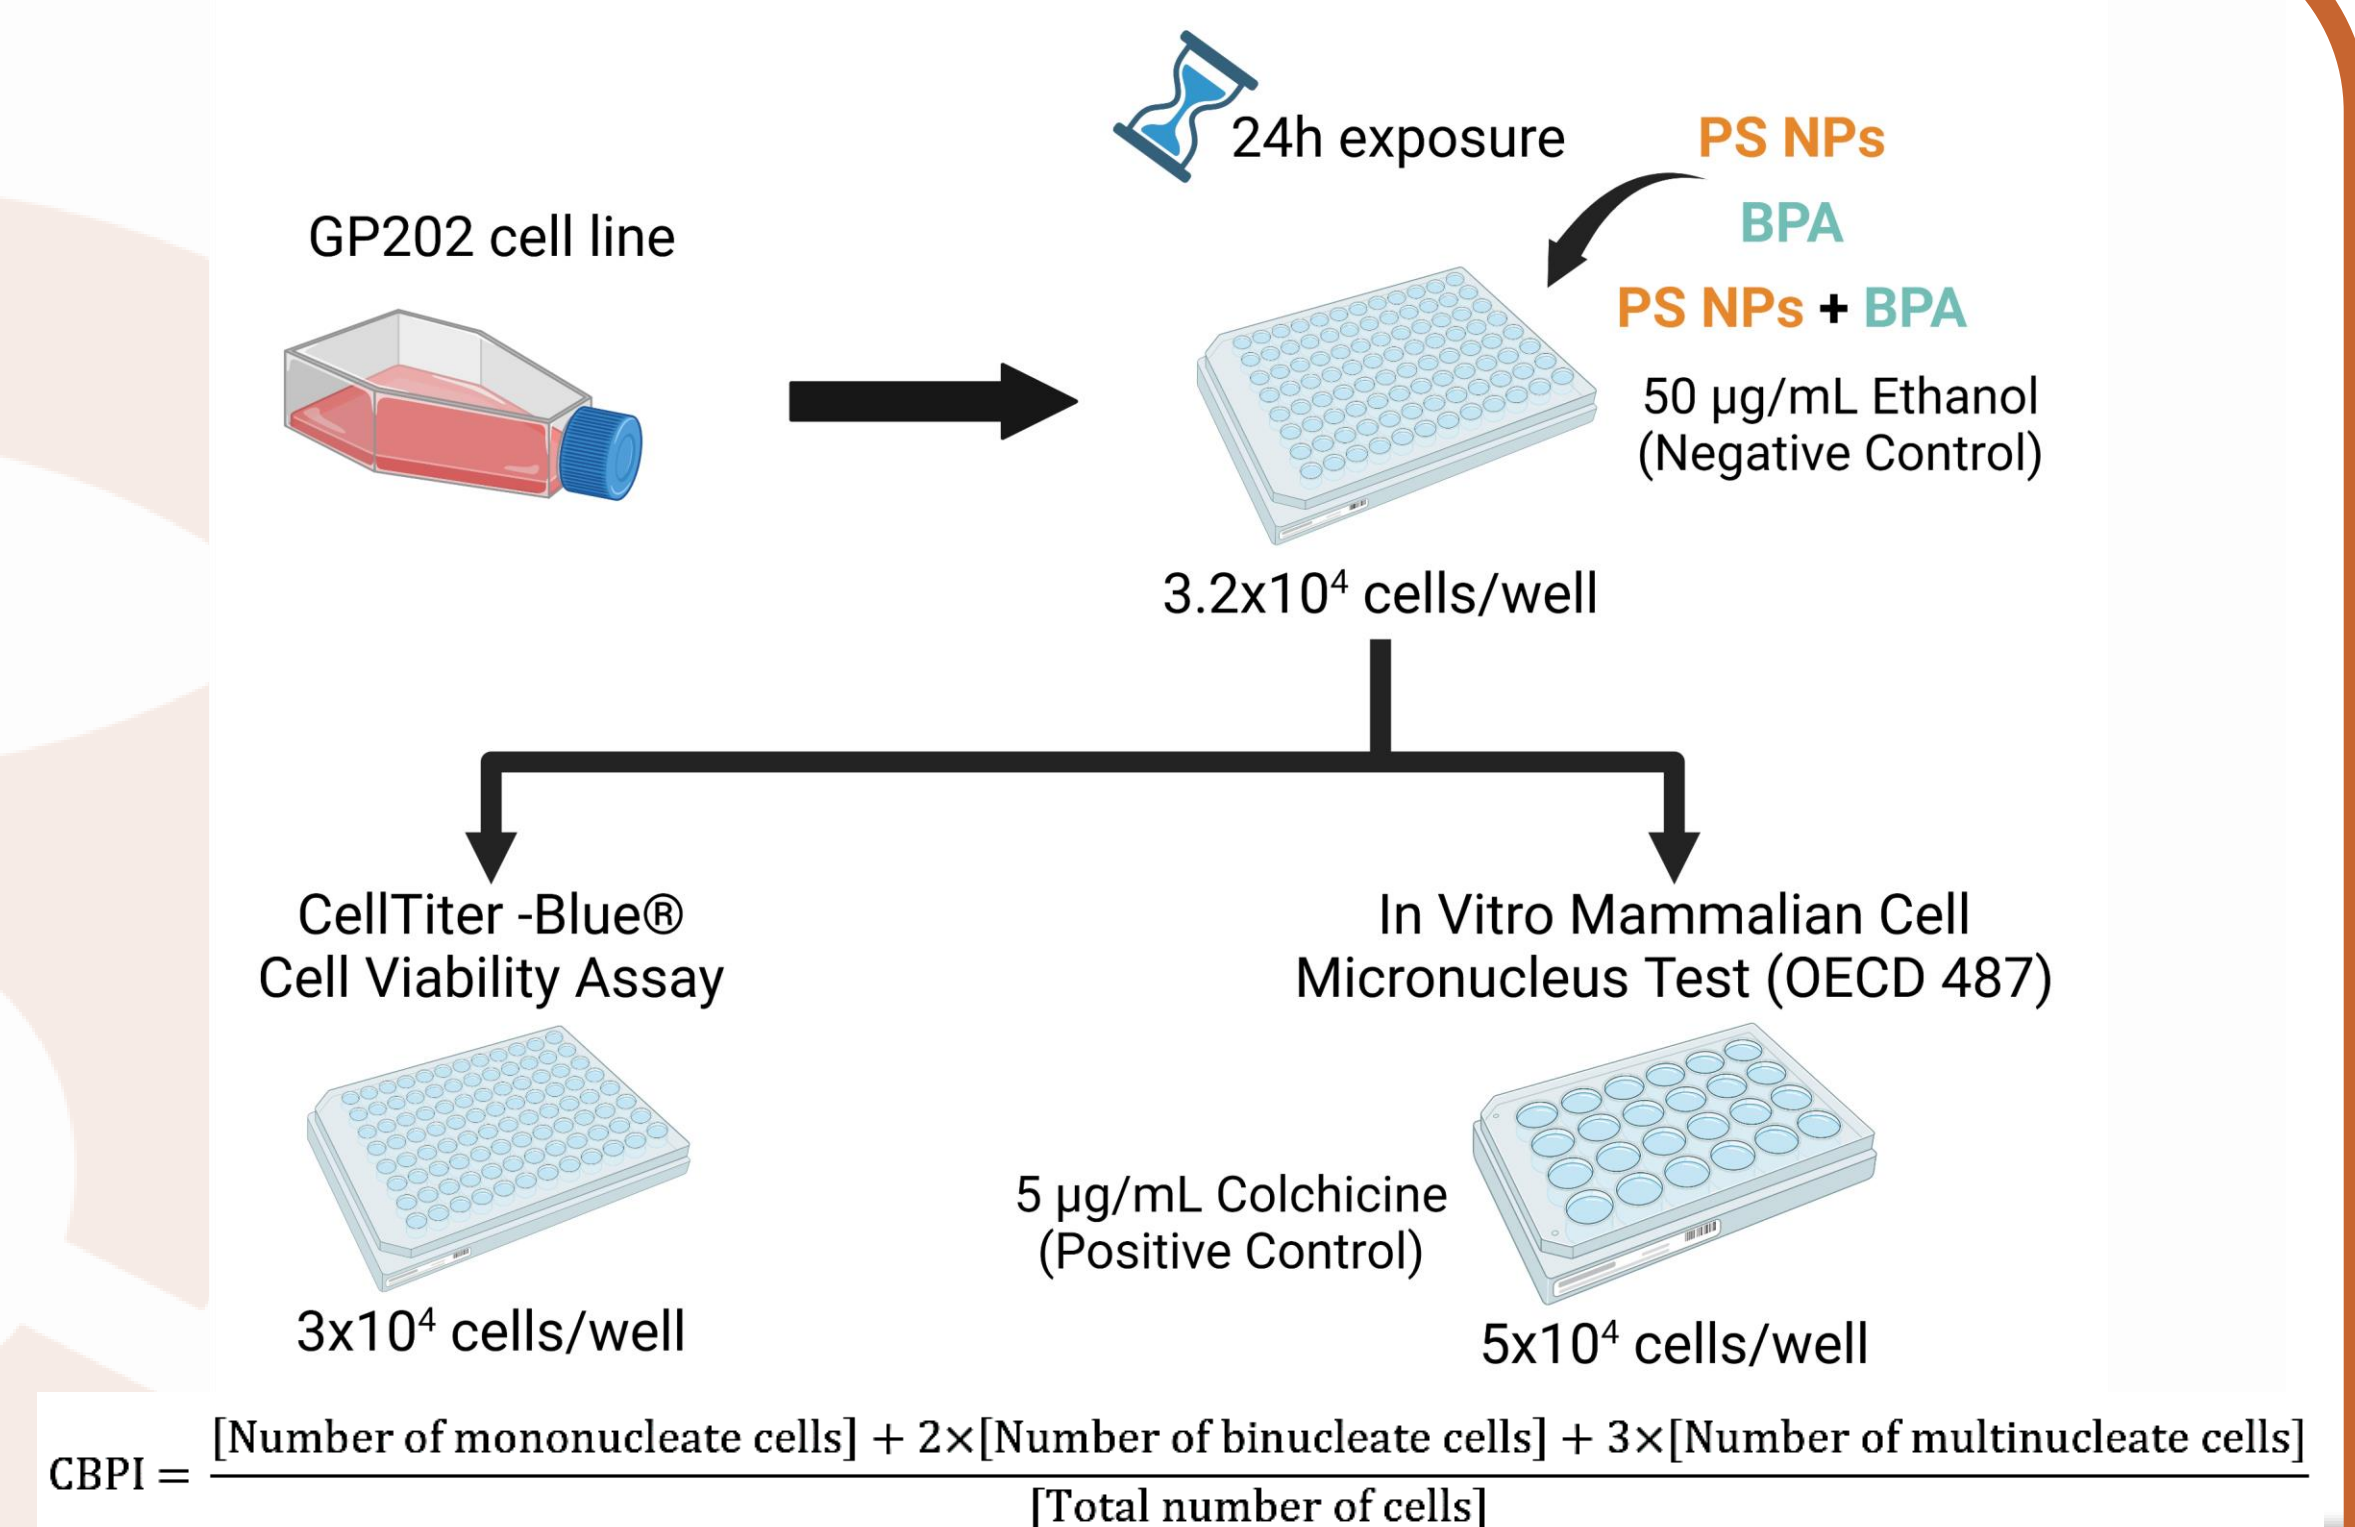 24h exposure
PS NPs
BPA
PS NPs + BPA
50 µg/mL Ethanol
(Negative Control)
GP202 cell line
3.2x10⁴ cells/well
CellTiter -Blue®
Cell Viability Assay
3x10⁴ cells/well
In Vitro Mammalian Cell
Micronucleus Test (OECD 487)
5 µg/mL Colchicine
(Positive Control)
5x10⁴ cells/well
CBPI = [Number of mononucleate cells] + 2×[Number of binucleate cells] + 3×[Number of multinucleate cells]
[Total number of cells]